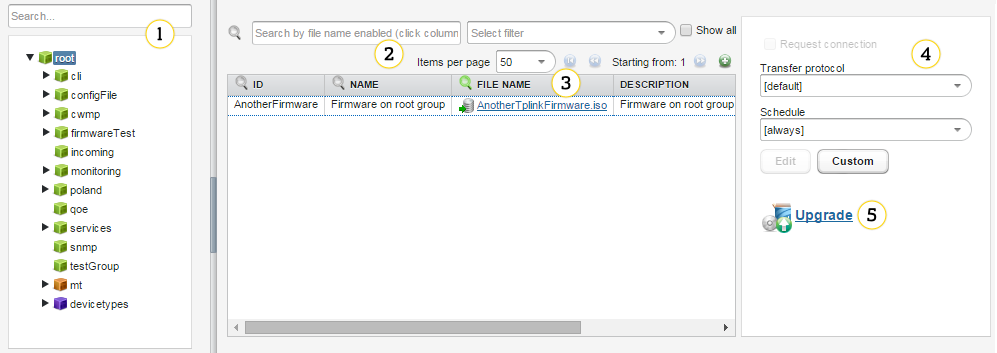 Search...
1
root
cli
configFile
cwmp
firmwareTest
incoming
monitoring
poland
qoe
services
snmp
testGroup
mt
devicetypes
Search by file name enabled (click column
Select filter
Show all
2
Items per page 50 Starting from: 1
3
ID NAME FILE NAME DESCRIPTION
AnotherFirmware Firmware on root group AnotherTplinkFirmware.iso Firmware on root group
Request connection
4
Transfer protocol
[default]
Schedule
[always]
Edit Custom
Upgrade 5